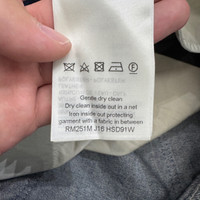 Gentle dry clean
Dry clean inside out in a net
Iron inside out protecting
garment with a fabric in between
RM251M J16 HSD91W